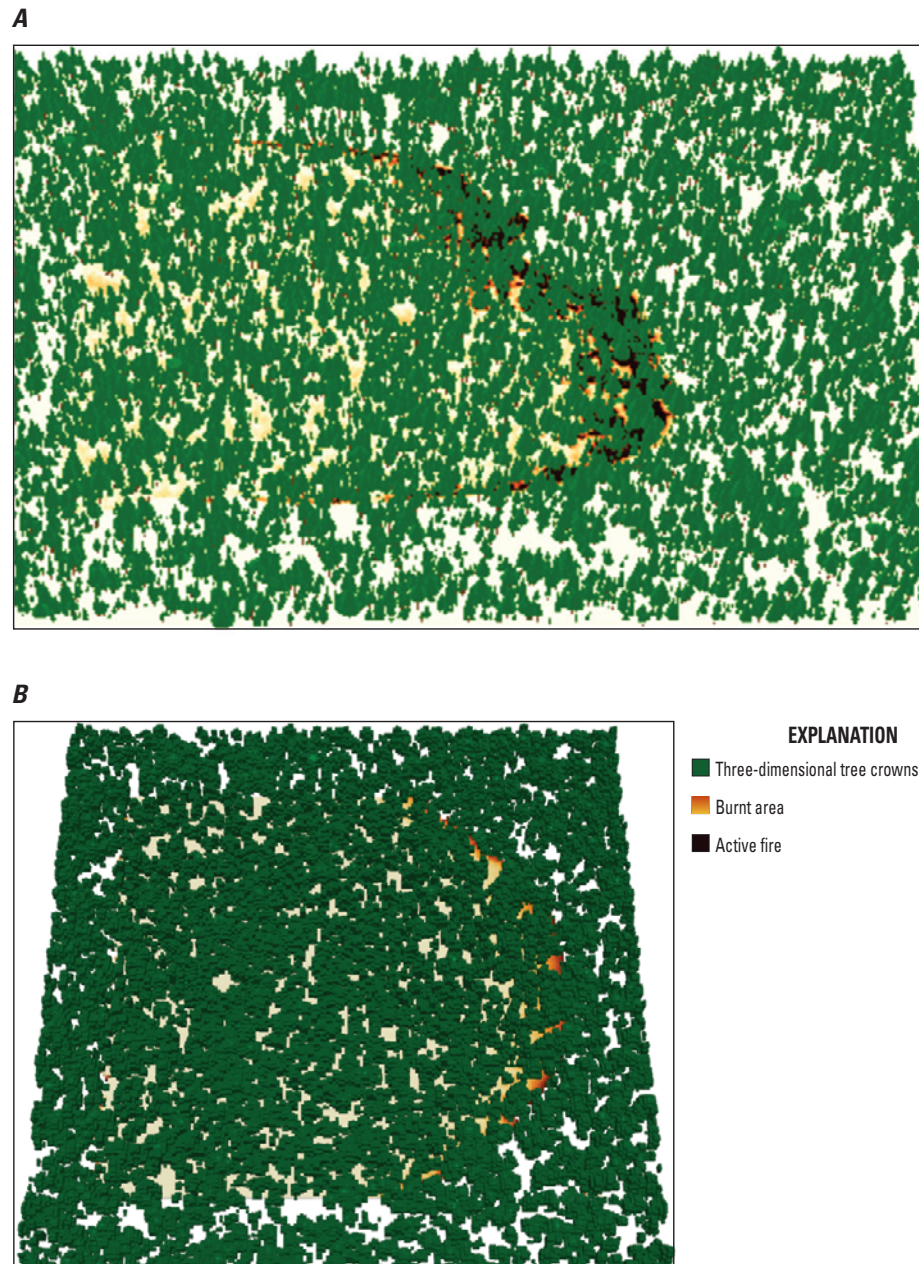 A
B
EXPLANATION
Three-dimensional tree crowns
Burnt area
Active fire